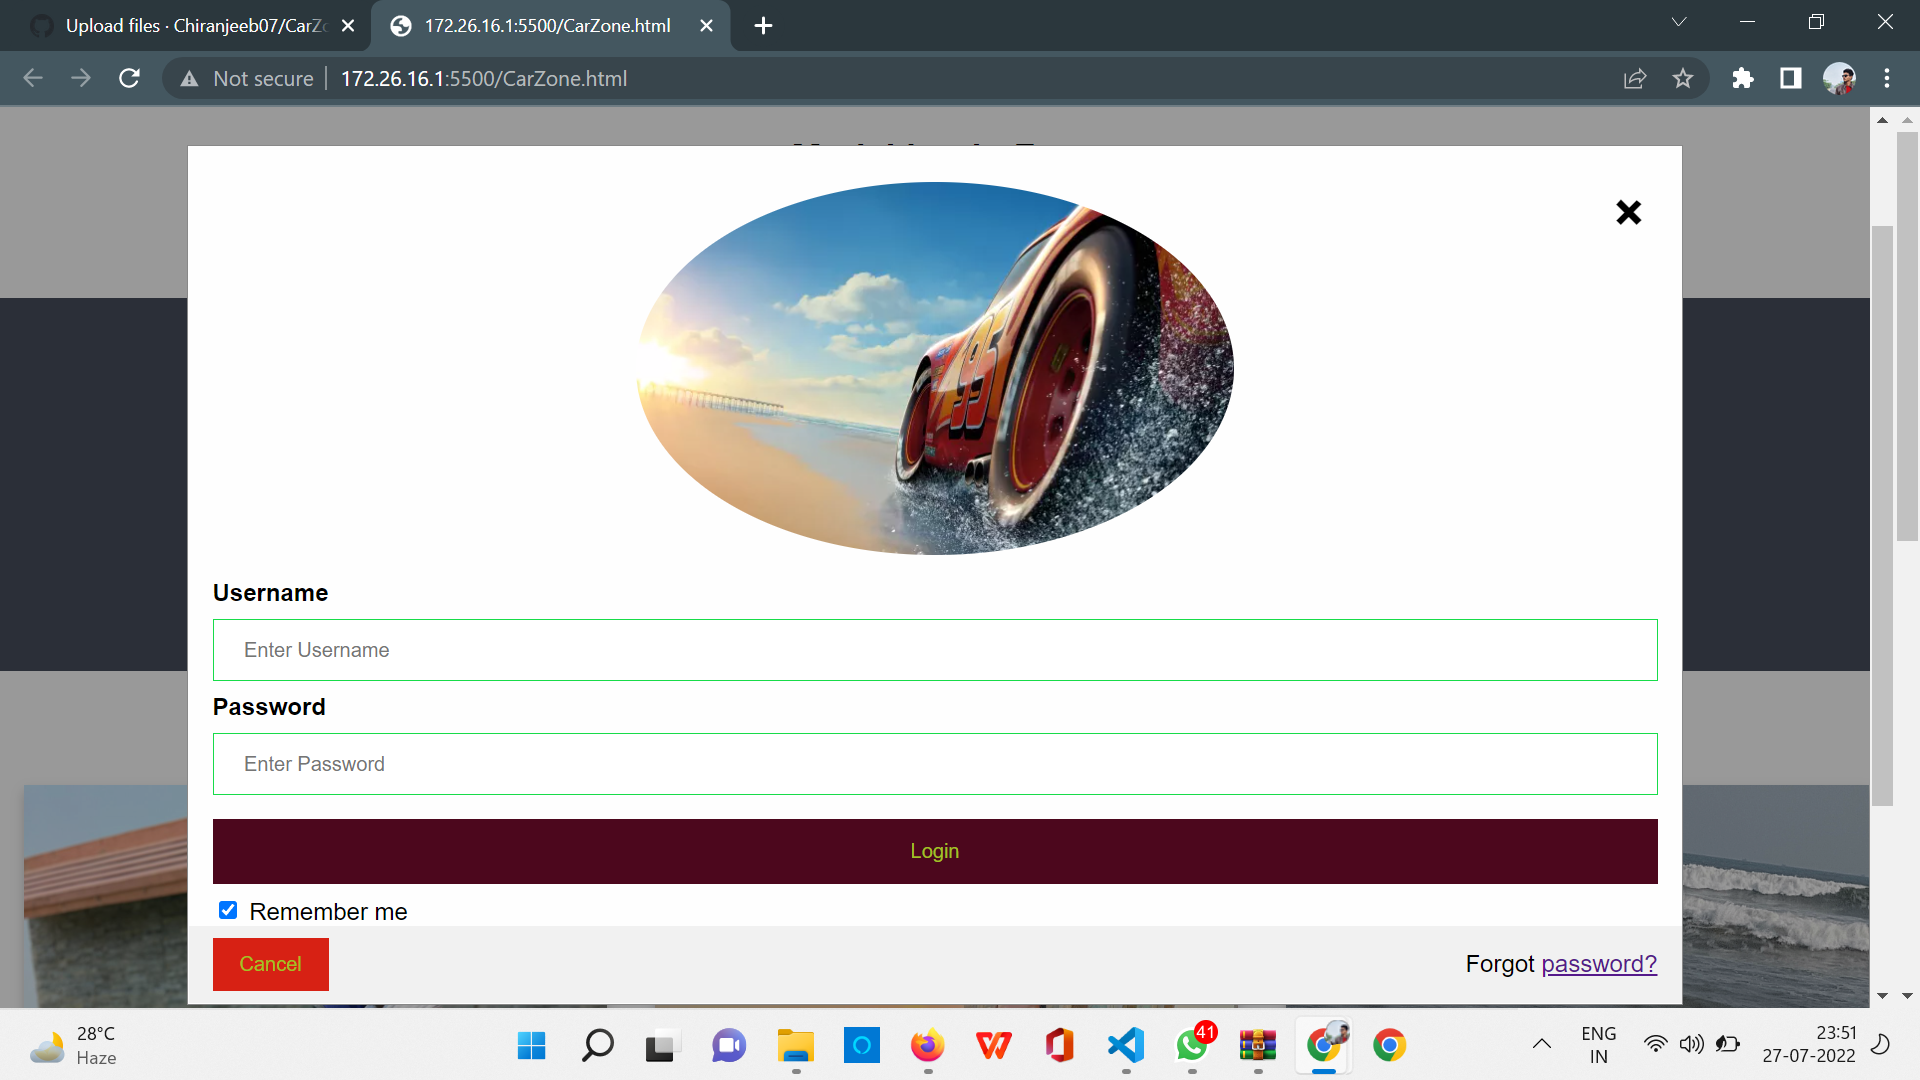 Upload files · Chiranjeeb07/CarZo
172.26.16.1:5500/CarZone.html
Not secure
172.26.16.1:5500/CarZone.html
95
Username
Enter Username
Password
Enter Password
Login
Remember me
Cancel
Forgot password?
28°C
Haze
41
ENG
IN
23:51
27-07-2022